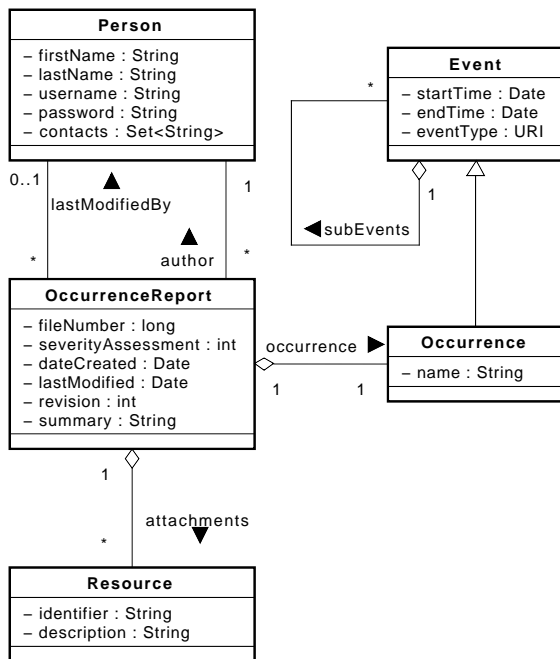 Person
– firstName : String
– lastName : String
– username : String
– password : String
– contacts : Set<String>
Event
– startTime : Date
– endTime : Date
– eventType : URI
*
1
subEvents
0..1
lastModifiedBy
*
1
author
*
OccurrenceReport
– fileNumber : long
– severityAssessment : int
– dateCreated : Date
– lastModified : Date
– revision : int
– summary : String
occurrence
1
1
Occurrence
– name : String
1
attachments
*
Resource
– identifier : String
– description : String